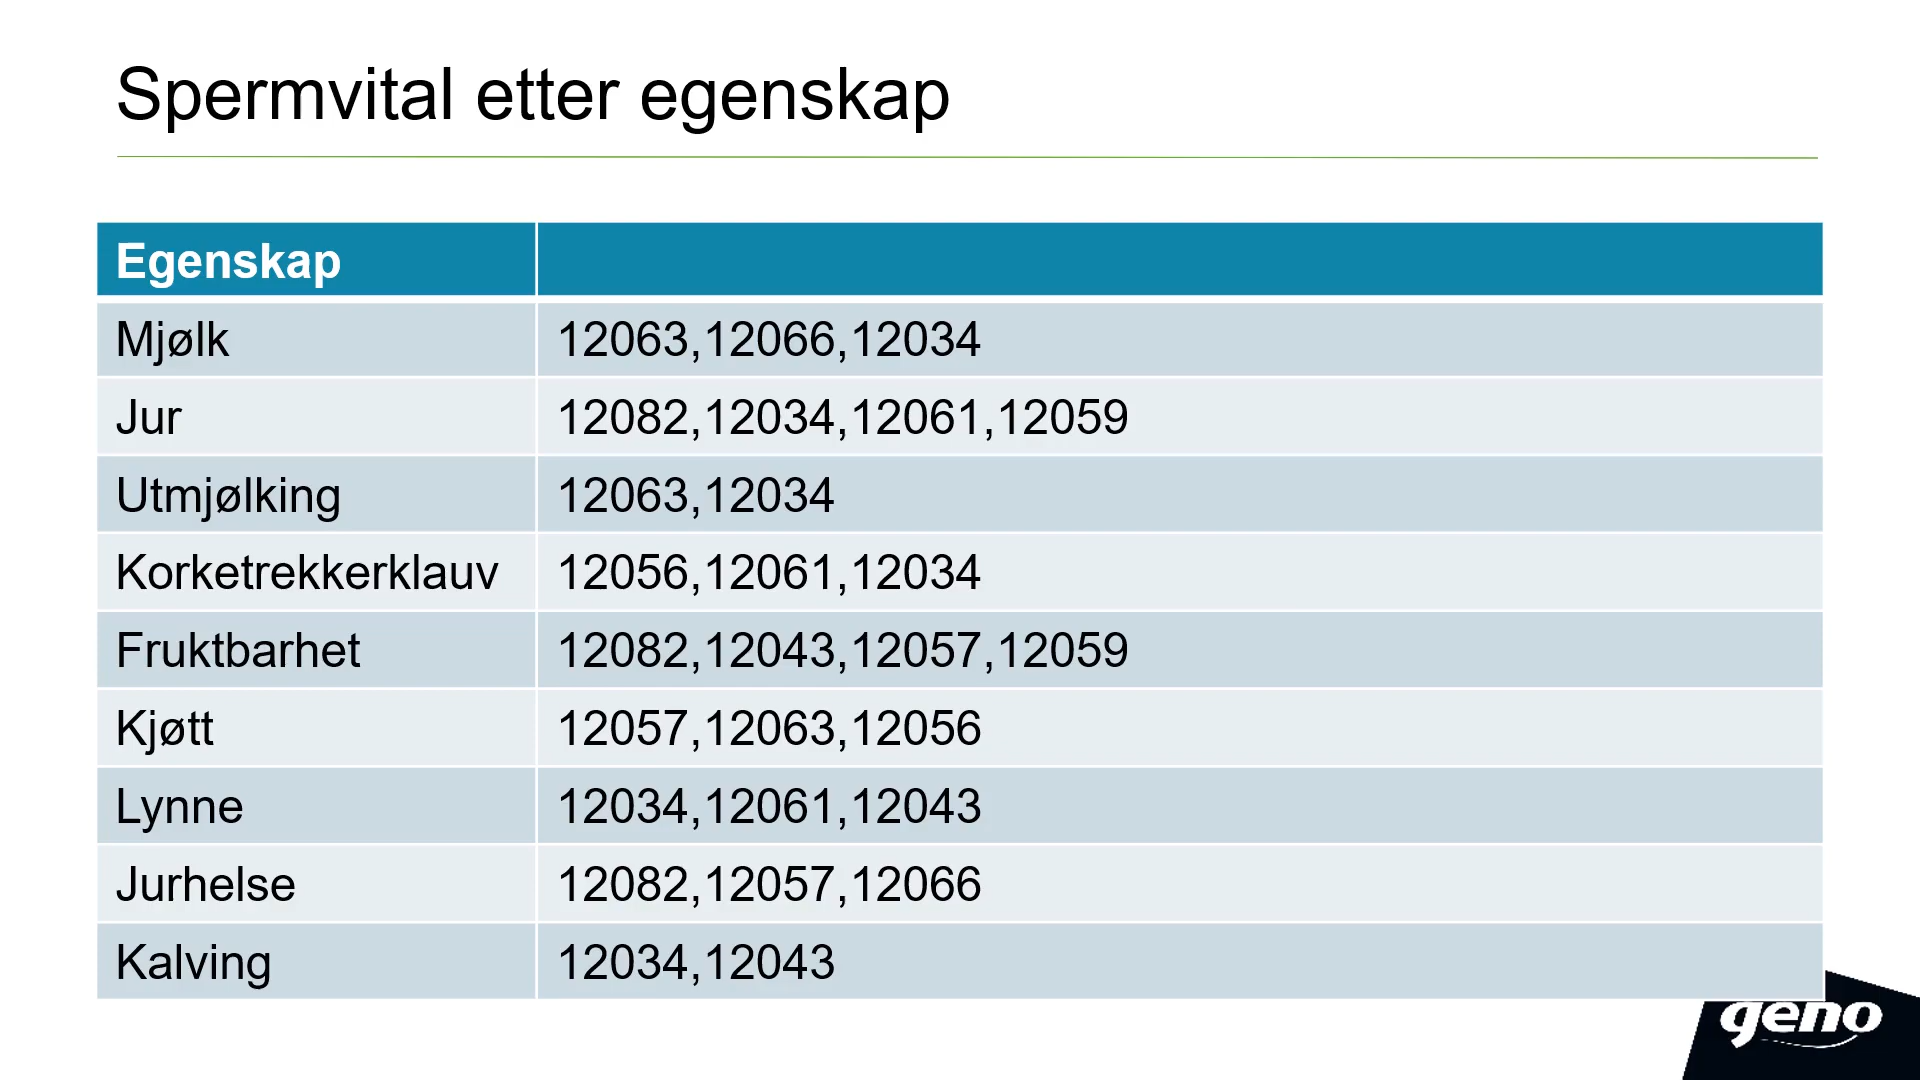 Spermvital etter egenskap
Egenskap
Mjølk 12063,12066,12034
Jur 12082,12034,12061,12059
Utmjølking 12063,12034
Korketrekkerklauv 12056,12061,12034
Fruktbarhet 12082,12043,12057,12059
Kjøtt 12057,12063,12056
Lynne 12034,12061,12043
Jurhelse 12082,12057,12066
Kalving 12034,12043
geno